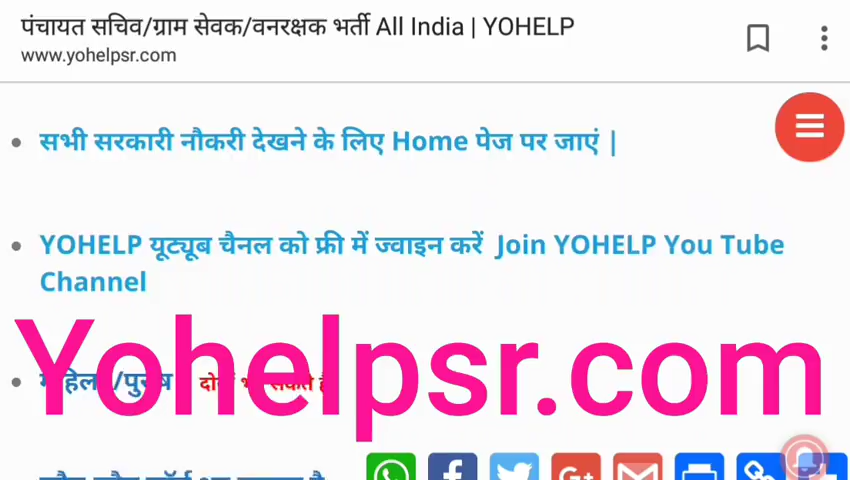 पंचायत सचिव/ग्राम सेवक/वनरक्षक भर्ती All India | YOHELP
www.yohelpsr.com
सभी सरकारी नौकरी देखने के लिए Home पेज पर जाएं |
YOHELP यूट्यूब चैनल को फ्री में ज्वाइन करें Join YOHELP You Tube
Channel
Yohelpsr.com